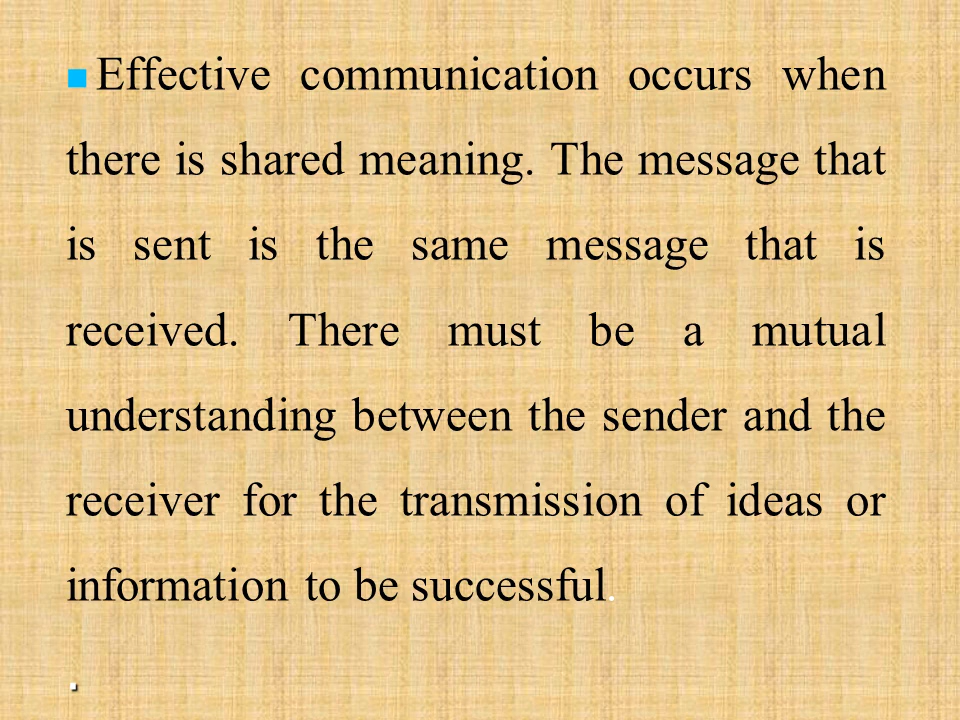 ■ Effective communication occurs when
there is shared meaning. The message that
is sent is the same message that is
received. There must be a mutual
understanding between the sender and the
receiver for the transmission of ideas or
information to be successful.
.